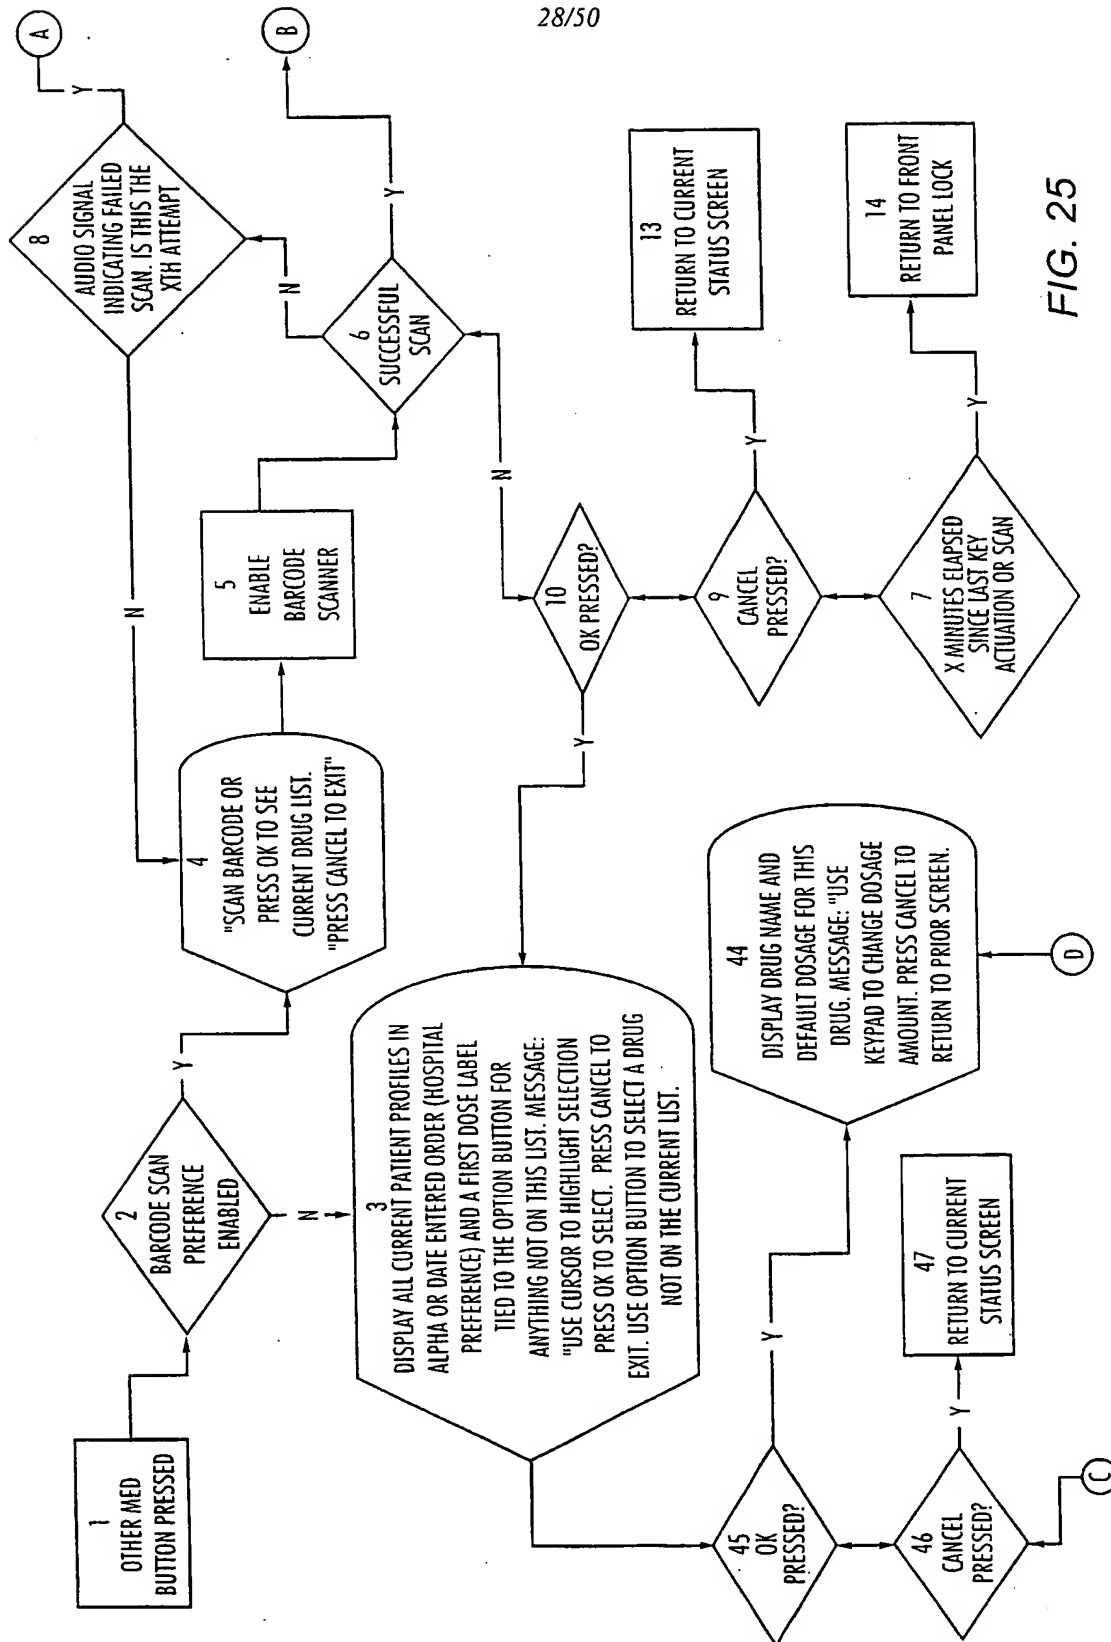 28/50
1
OTHER MED
BUTTON PRESSED
2
BARCODE SCAN
PREFERENCE
ENABLED
Y
N
4
"SCAN BARCODE OR
PRESS OK TO SEE
CURRENT DRUG LIST.
"PRESS CANCEL TO EXIT"
5
ENABLE
BARCODE
SCANNER
6
SUCCESSFUL
SCAN
N
Y
8
AUDIO SIGNAL
INDICATING FAILED
SCAN. IS THIS THE
XTH ATTEMPT
N
Y
A
B
3
DISPLAY ALL CURRENT PATIENT PROFILES IN
ALPHA OR DATE ENTERED ORDER (HOSPITAL
PREFERENCE) AND A FIRST DOSE LABEL
TIED TO THE OPTION BUTTON FOR
ANYTHING NOT ON THIS LIST. MESSAGE:
"USE CURSOR TO HIGHLIGHT SELECTION
PRESS OK TO SELECT. PRESS CANCEL TO
EXIT. USE OPTION BUTTON TO SELECT A DRUG
NOT ON THE CURRENT LIST.
N
10
OK PRESSED?
Y
9
CANCEL
PRESSED?
Y
13
RETURN TO CURRENT
STATUS SCREEN
7
X MINUTES ELAPSED
SINCE LAST KEY
ACTUATION OR SCAN
Y
14
RETURN TO FRONT
PANEL LOCK
45
OK
PRESSED?
Y
44
DISPLAY DRUG NAME AND
DEFAULT DOSAGE FOR THIS
DRUG. MESSAGE: "USE
KEYPAD TO CHANGE DOSAGE
AMOUNT. PRESS CANCEL TO
RETURN TO PRIOR SCREEN.
D
46
CANCEL
PRESSED?
Y
47
RETURN TO CURRENT
STATUS SCREEN
C
FIG. 25